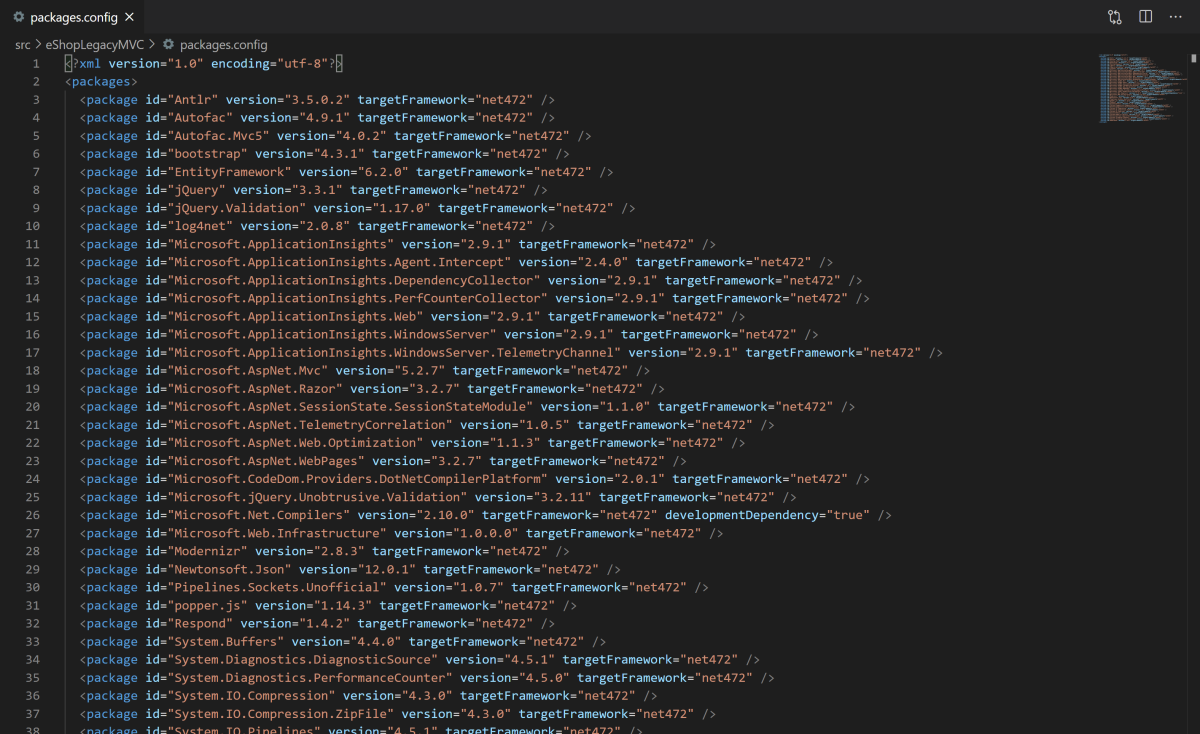 packages.config
src > eShopLegacyMVC > packages.config
1 <?xml version="1.0" encoding="utf-8"?>
2 <packages>
3 <package id="Antlr" version="3.5.0.2" targetFramework="net472" />
4 <package id="Autofac" version="4.9.1" targetFramework="net472" />
5 <package id="Autofac.Mvc5" version="4.0.2" targetFramework="net472" />
6 <package id="bootstrap" version="4.3.1" targetFramework="net472" />
7 <package id="EntityFramework" version="6.2.0" targetFramework="net472" />
8 <package id="jQuery" version="3.3.1" targetFramework="net472" />
9 <package id="jQuery.Validation" version="1.17.0" targetFramework="net472" />
10 <package id="log4net" version="2.0.8" targetFramework="net472" />
11 <package id="Microsoft.ApplicationInsights" version="2.9.1" targetFramework="net472" />
12 <package id="Microsoft.ApplicationInsights.Agent.Intercept" version="2.4.0" targetFramework="net472" />
13 <package id="Microsoft.ApplicationInsights.DependencyCollector" version="2.9.1" targetFramework="net472" />
14 <package id="Microsoft.ApplicationInsights.PerfCounterCollector" version="2.9.1" targetFramework="net472" />
15 <package id="Microsoft.ApplicationInsights.Web" version="2.9.1" targetFramework="net472" />
16 <package id="Microsoft.ApplicationInsights.WindowsServer" version="2.9.1" targetFramework="net472" />
17 <package id="Microsoft.ApplicationInsights.WindowsServer.TelemetryChannel" version="2.9.1" targetFramework="net472" />
18 <package id="Microsoft.AspNet.Mvc" version="5.2.7" targetFramework="net472" />
19 <package id="Microsoft.AspNet.Razor" version="3.2.7" targetFramework="net472" />
20 <package id="Microsoft.AspNet.SessionState.SessionStateModule" version="1.1.0" targetFramework="net472" />
21 <package id="Microsoft.AspNet.TelemetryCorrelation" version="1.0.5" targetFramework="net472" />
22 <package id="Microsoft.AspNet.Web.Optimization" version="1.1.3" targetFramework="net472" />
23 <package id="Microsoft.AspNet.WebPages" version="3.2.7" targetFramework="net472" />
24 <package id="Microsoft.CodeDom.Providers.DotNetCompilerPlatform" version="2.0.1" targetFramework="net472" />
25 <package id="Microsoft.jQuery.Unobtrusive.Validation" version="3.2.11" targetFramework="net472" />
26 <package id="Microsoft.Net.Compilers" version="2.10.0" targetFramework="net472" developmentDependency="true" />
27 <package id="Microsoft.Web.Infrastructure" version="1.0.0.0" targetFramework="net472" />
28 <package id="Modernizr" version="2.8.3" targetFramework="net472" />
29 <package id="Newtonsoft.Json" version="12.0.1" targetFramework="net472" />
30 <package id="Pipelines.Sockets.Unofficial" version="1.0.7" targetFramework="net472" />
31 <package id="popper.js" version="1.14.3" targetFramework="net472" />
32 <package id="Respond" version="1.4.2" targetFramework="net472" />
33 <package id="System.Buffers" version="4.4.0" targetFramework="net472" />
34 <package id="System.Diagnostics.DiagnosticSource" version="4.5.1" targetFramework="net472" />
35 <package id="System.Diagnostics.PerformanceCounter" version="4.5.0" targetFramework="net472" />
36 <package id="System.IO.Compression" version="4.3.0" targetFramework="net472" />
37 <package id="System.IO.Compression.ZipFile" version="4.3.0" targetFramework="net472" />
38 <package id="System.IO.Pipelines" version="4.5.1" targetFramework="net472" />